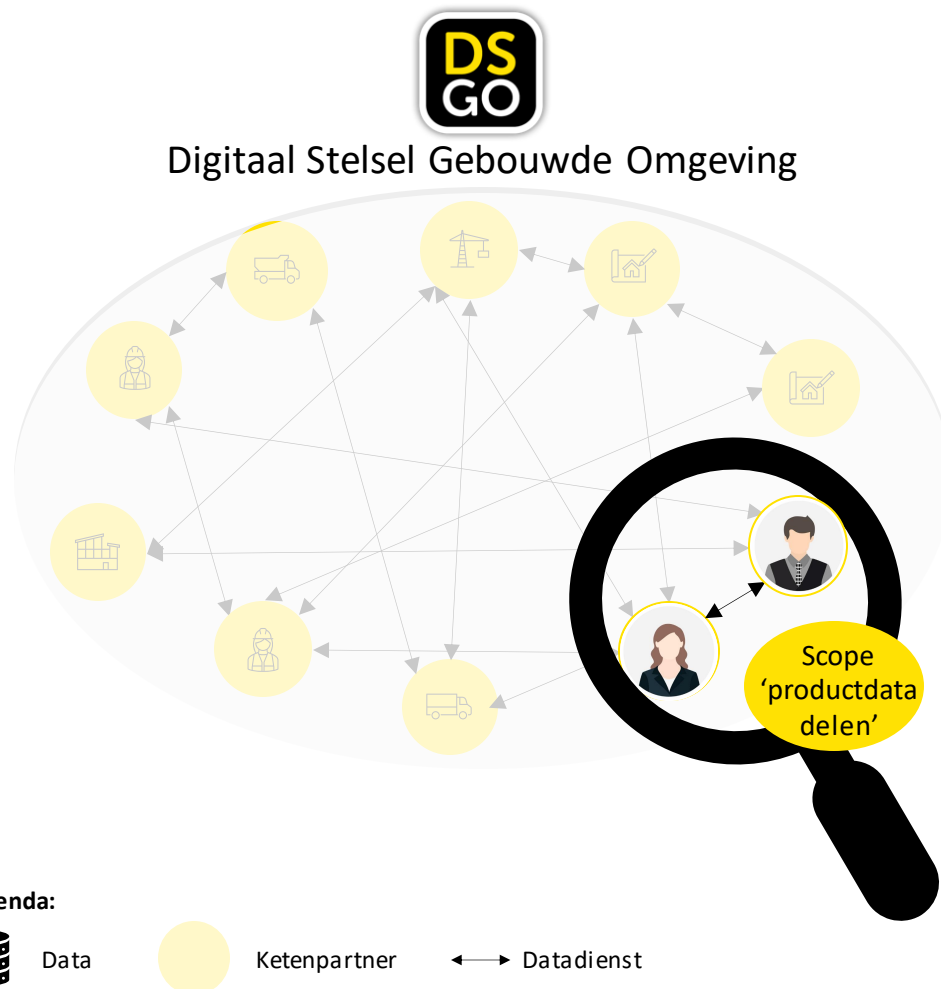 DS
GO
Digitaal Stelsel Gebouwde Omgeving
Scope
‘productdata
delen’
enda:
Data
Ketenpartner
Datadienst